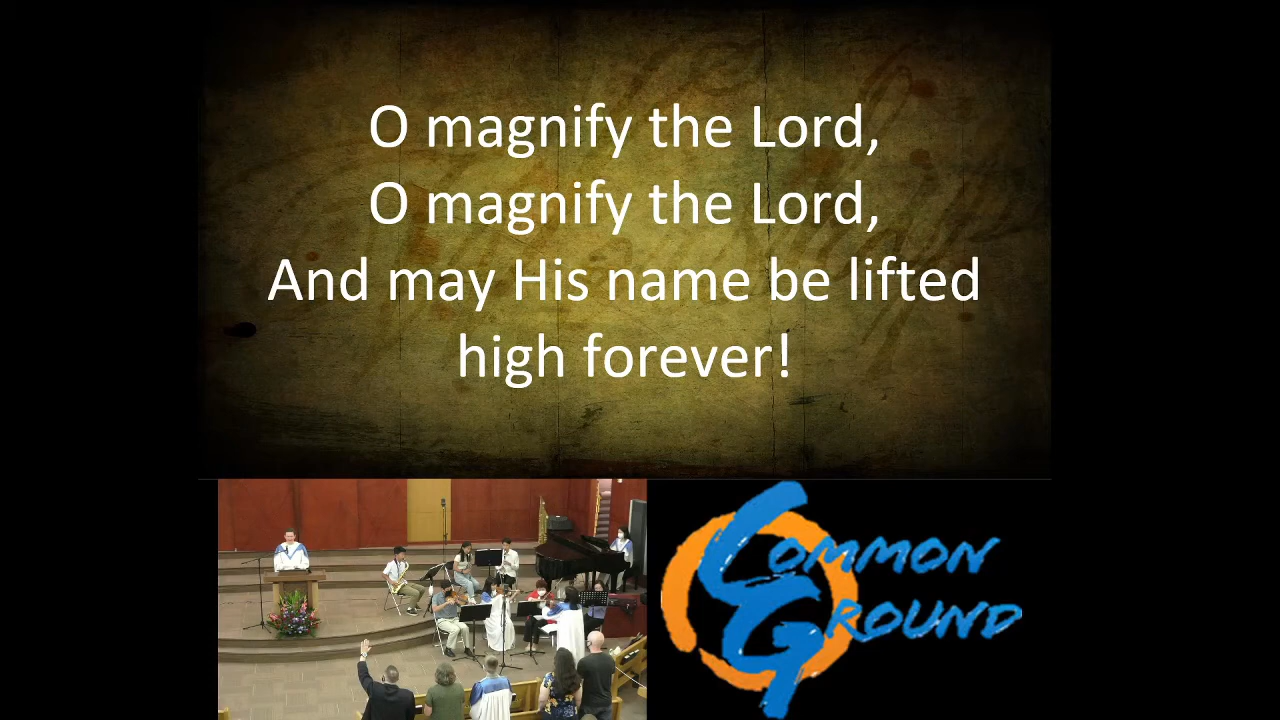 O magnify the Lord,
O magnify the Lord,
And may His name be lifted
high forever!
COMMON
GROUND